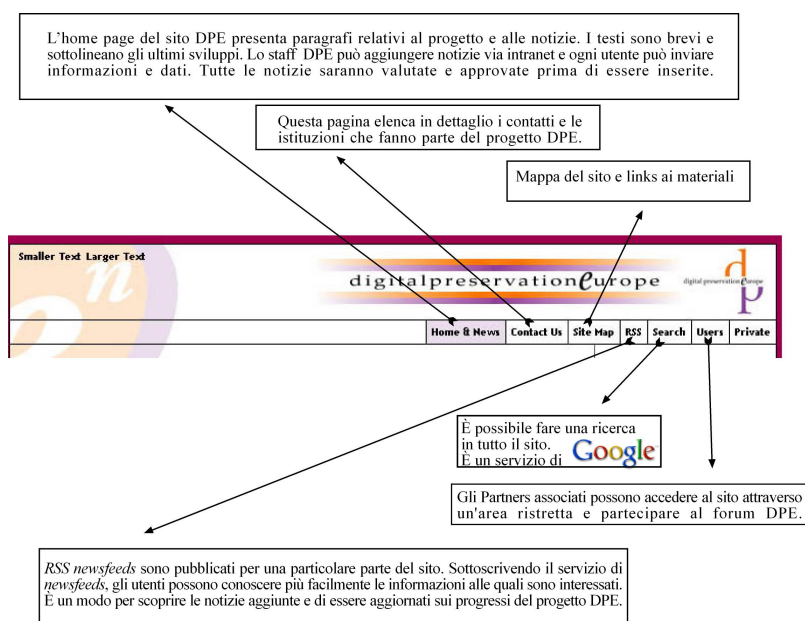 L'home page del sito DPE presenta paragrafi relativi al progetto e alle notizie. I testi sono brevi e
sottolineano gli ultimi sviluppi. Lo staff DPE può aggiungere notizie via intranet e ogni utente può inviare
informazioni e dati. Tutte le notizie saranno valutate e approvate prima di essere inserite.
Questa pagina elenca in dettaglio i contatti e le
istituzioni che fanno parte del progetto DPE.
Mappa del sito e links ai materiali
Smaller Text Larger Text
digitalpreservationeurope
digital preservation europe
dp
Home & News Contact Us Site Map RSS Search Users Private
È possibile fare una ricerca
in tutto il sito.
È un servizio di Google
Gli Partners associati possono accedere al sito attraverso
un'area ristretta e partecipare al forum DPE.
RSS newsfeeds sono pubblicati per una particolare parte del sito. Sottoscrivendo il servizio di
newsfeeds, gli utenti possono conoscere più facilmente le informazioni alle quali sono interessati.
È un modo per scoprire le notizie aggiunte e di essere aggiornati sui progressi del progetto DPE.